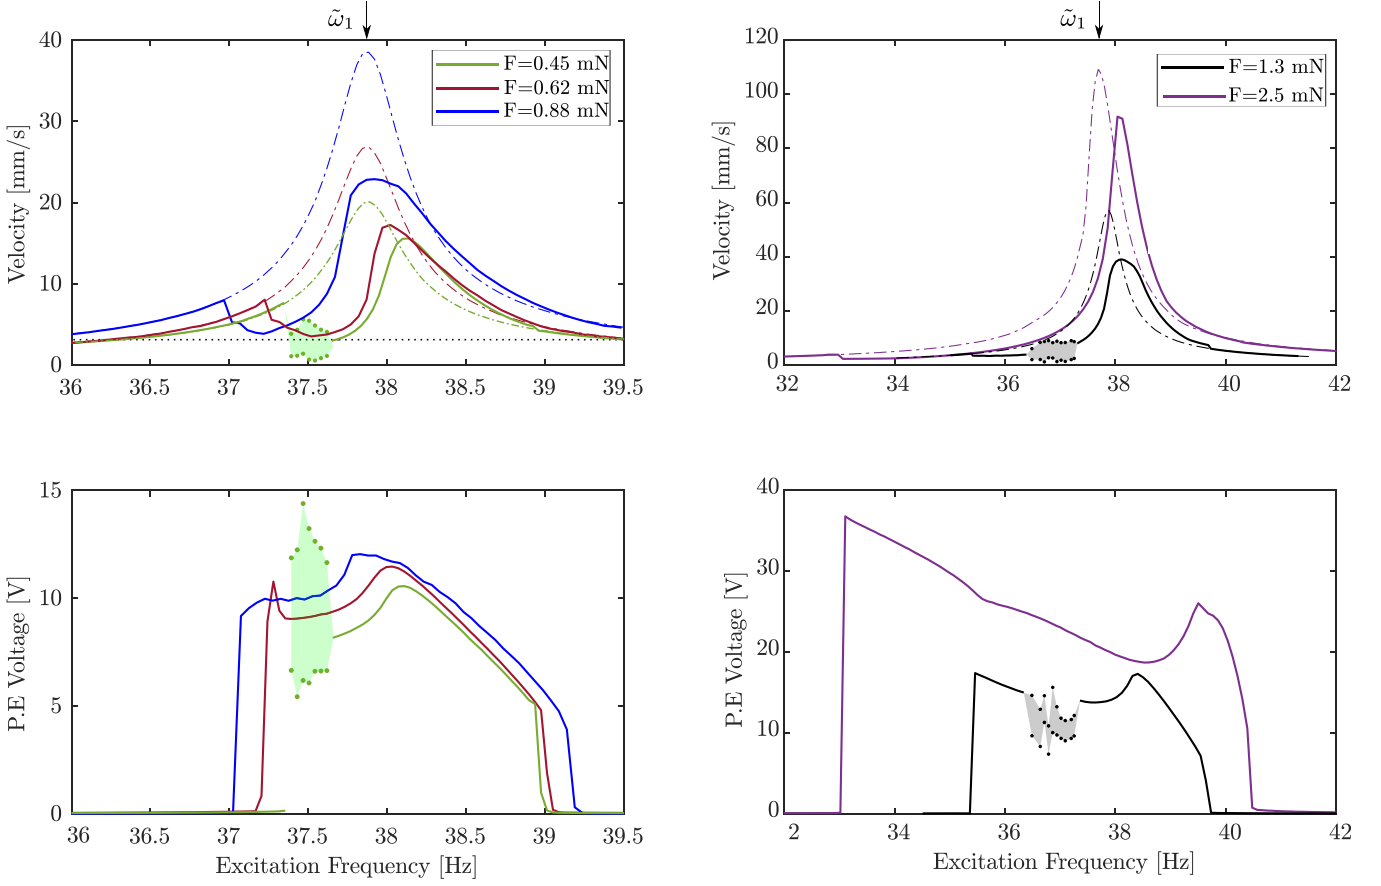 ω̃₁
40
30
20
10
0
Velocity [mm/s]
F=0.45 mN
F=0.62 mN
F=0.88 mN
36 36.5 37 37.5 38 38.5 39 39.5
ω̃₁
120
100
80
60
40
20
0
Velocity [mm/s]
F=1.3 mN
F=2.5 mN
32 34 36 38 40 42
15
10
5
0
P.E Voltage [V]
36 36.5 37 37.5 38 38.5 39 39.5
Excitation Frequency [Hz]
40
30
20
10
0
P.E Voltage [V]
2 34 36 38 40 42
Excitation Frequency [Hz]